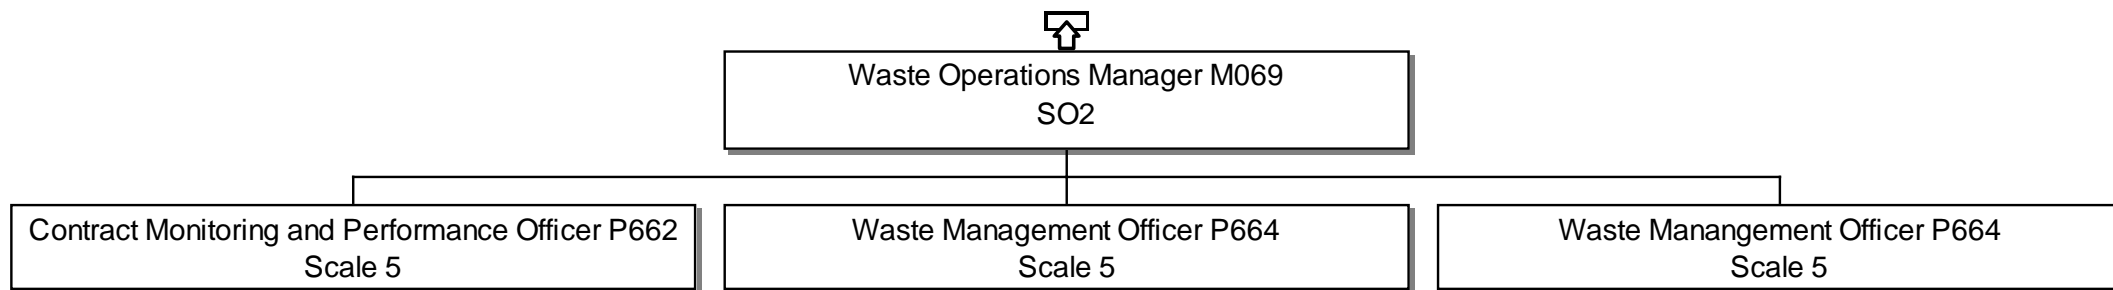 Waste Operations Manager M069
SO2
Contract Monitoring and Performance Officer P662
Scale 5
Waste Management Officer P664
Scale 5
Waste Manangement Officer P664
Scale 5